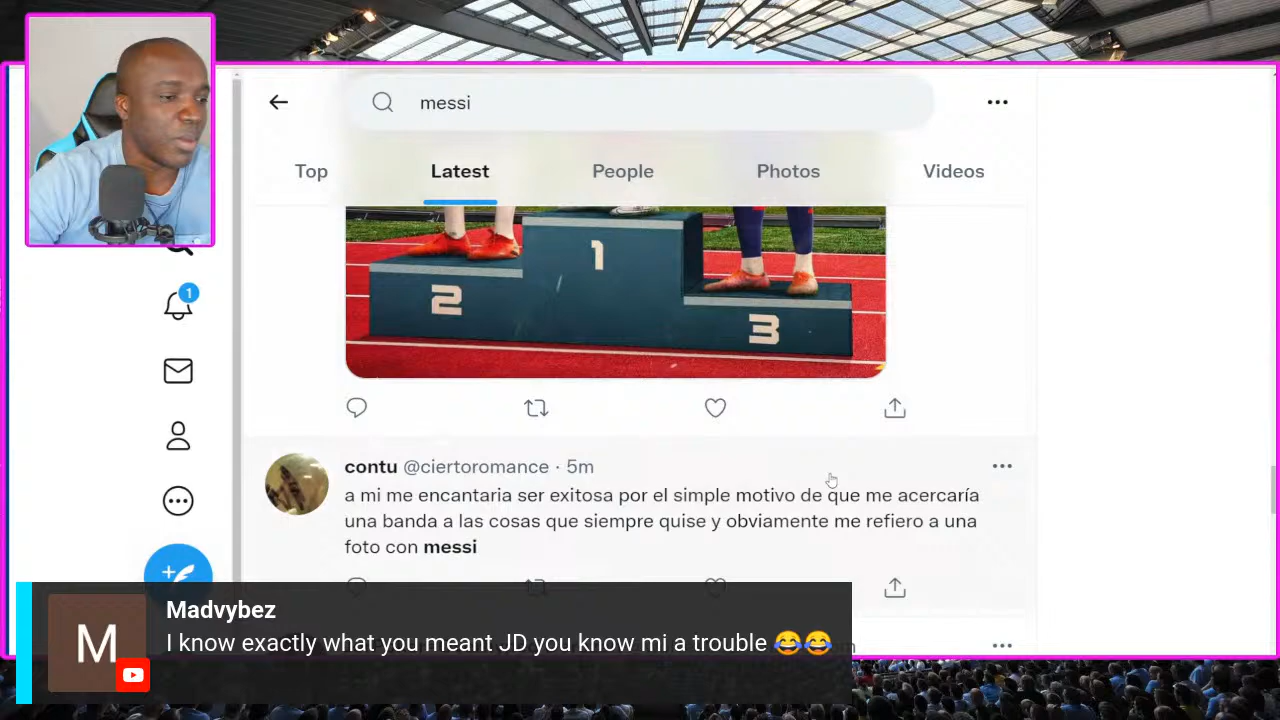 messi
Top Latest People Photos Videos
1
2
3
1
contu @ciertoromance · 5m
a mi me encantaria ser exitosa por el simple motivo de que me acercaría
una banda a las cosas que siempre quise y obviamente me refiero a una
foto con messi
M
Madvybez
I know exactly what you meant JD you know mi a trouble 😂😂